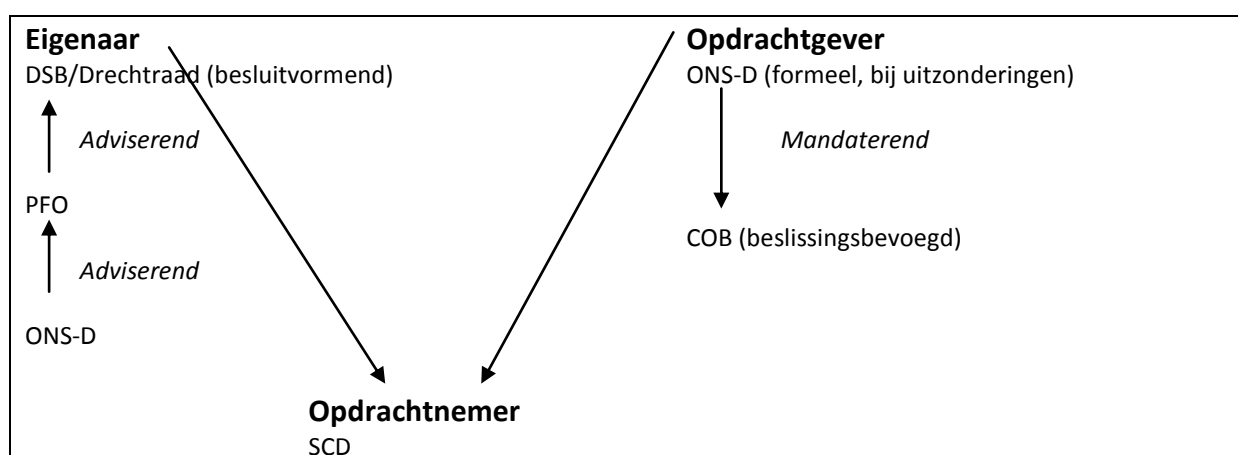 Eigenaar
DSB/Drechtraad (besluitvormend)
Adviserend
PFO
Adviserend
ONS-D
Opdrachtgever
ONS-D (formeel, bij uitzonderingen)
Mandaterend
COB (beslissingsbevoegd)
Opdrachtnemer
SCD